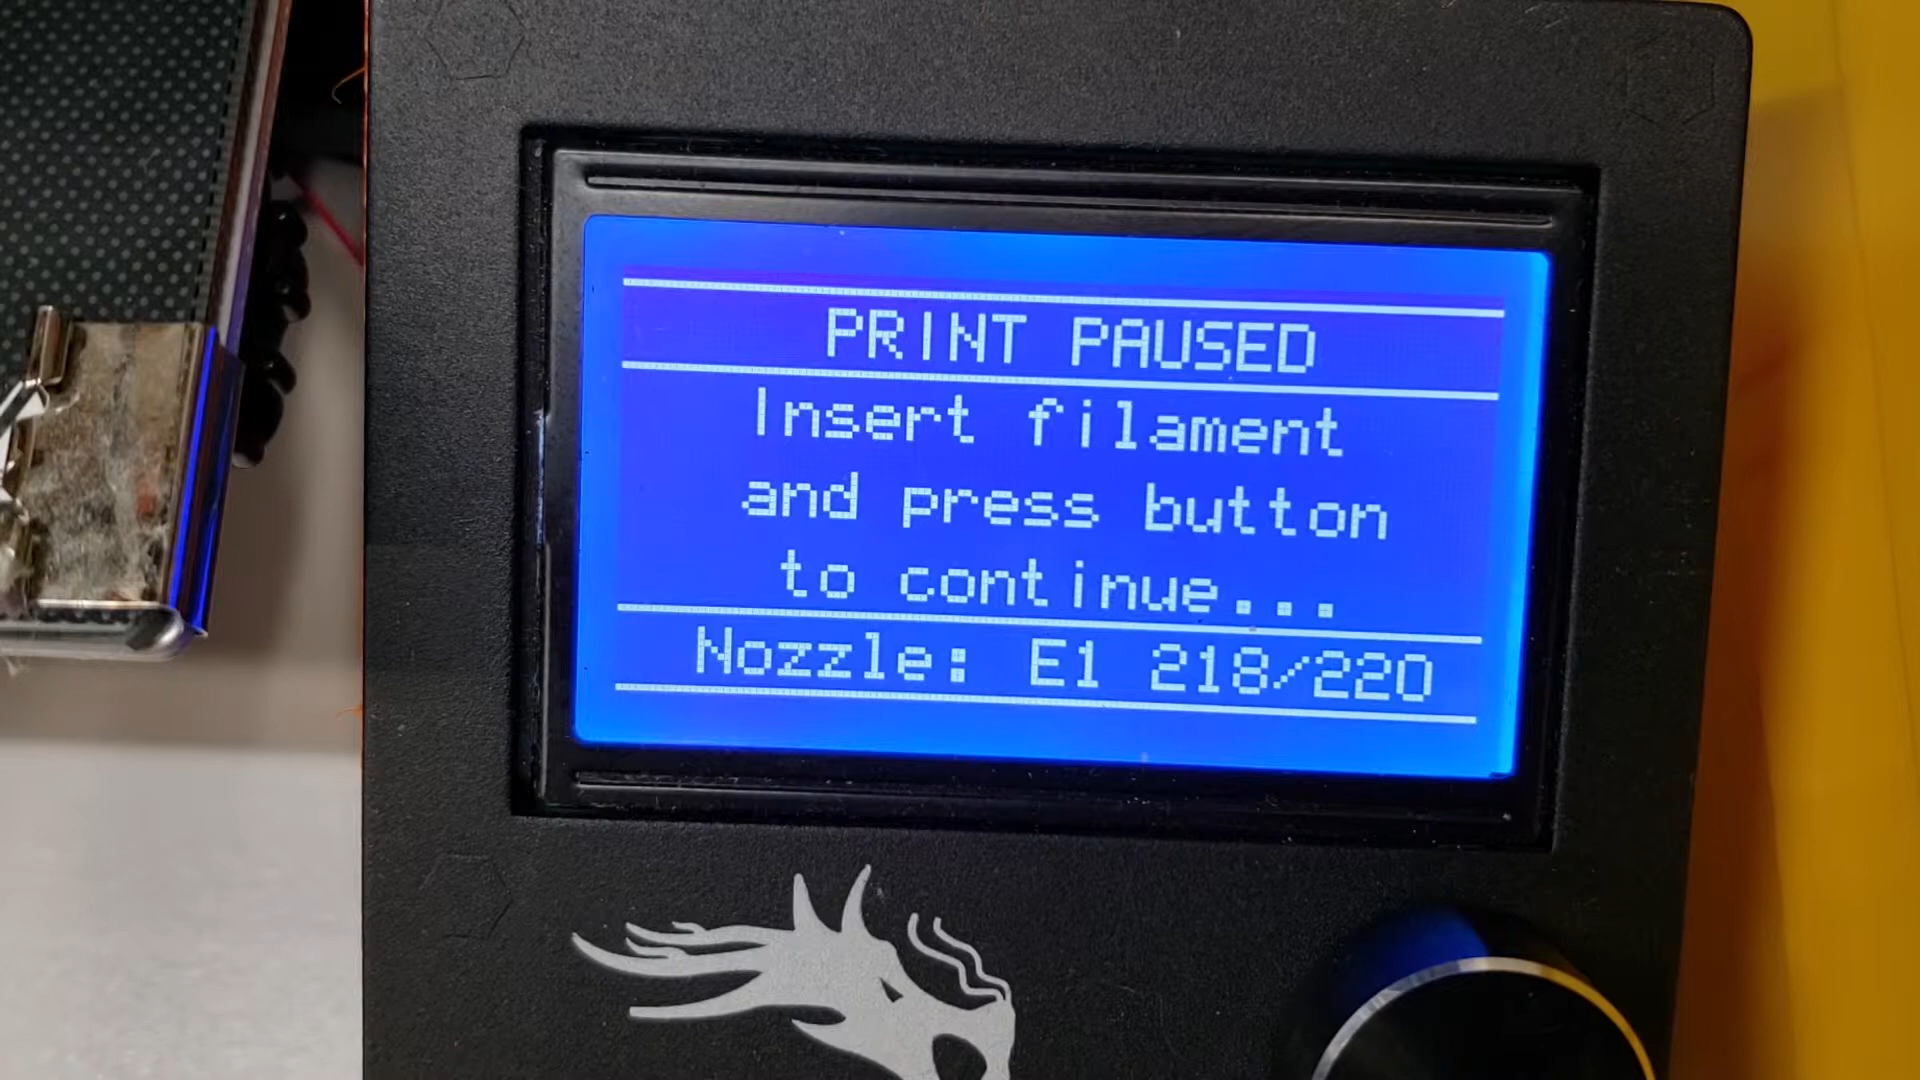 PRINT PAUSED
Insert filament
and press button
to continue...
Nozzle: E1 218/220